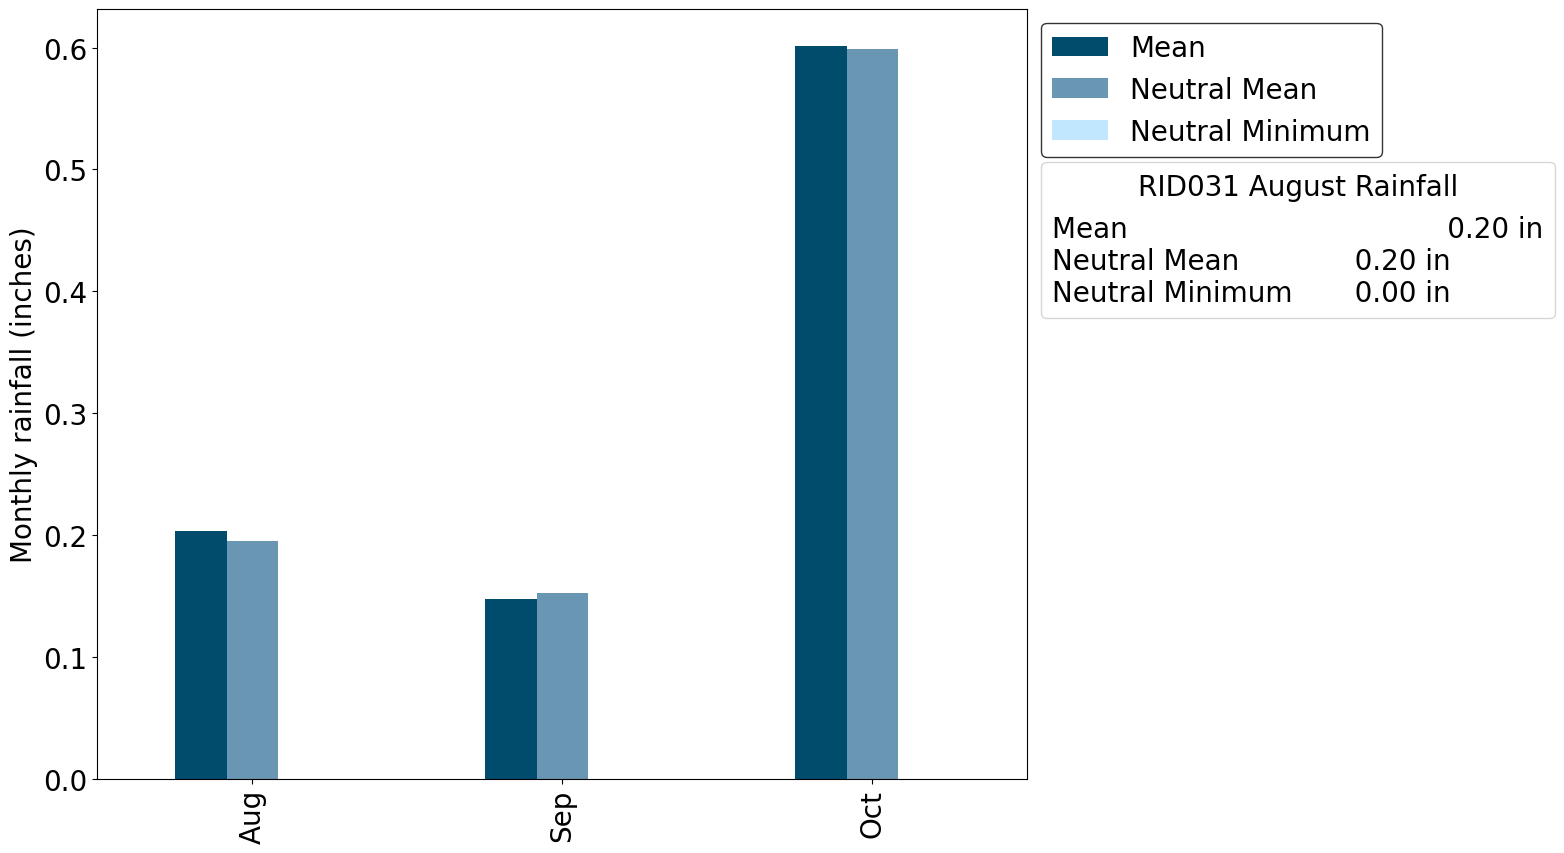 Monthly rainfall (inches)
0.6
0.5
0.4
0.3
0.2
0.1
0.0
Aug
Sep
Oct
Mean
Neutral Mean
Neutral Minimum
RID031 August Rainfall
Mean 0.20 in
Neutral Mean 0.20 in
Neutral Minimum 0.00 in